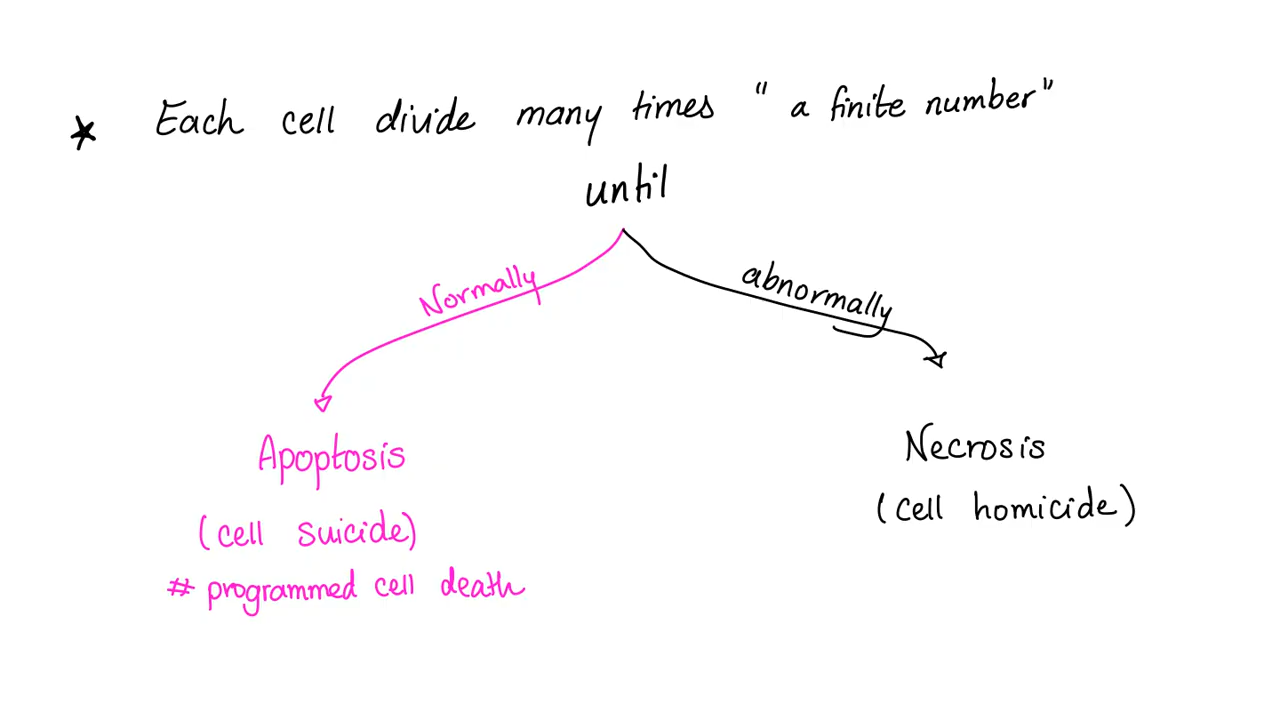 ★ Each cell divide many times " a finite number"
until
Normally
abnormally
Apoptosis
(cell suicide)
# programmed cell death
Necrosis
(cell homicide)